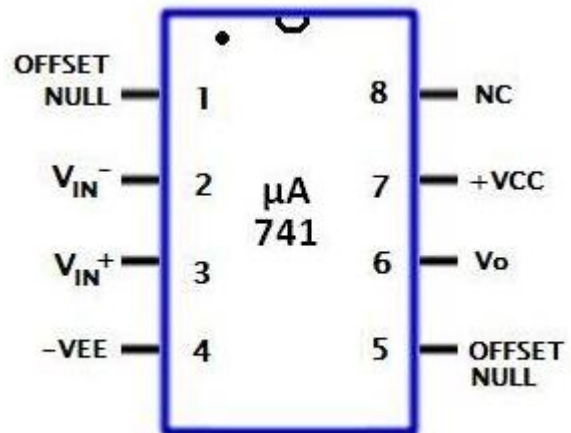 OFFSET
NULL
1
8
NC
V_IN^-
2
µA
741
7
+VCC
V_IN^+
3
6
Vo
-VEE
4
5
OFFSET
NULL